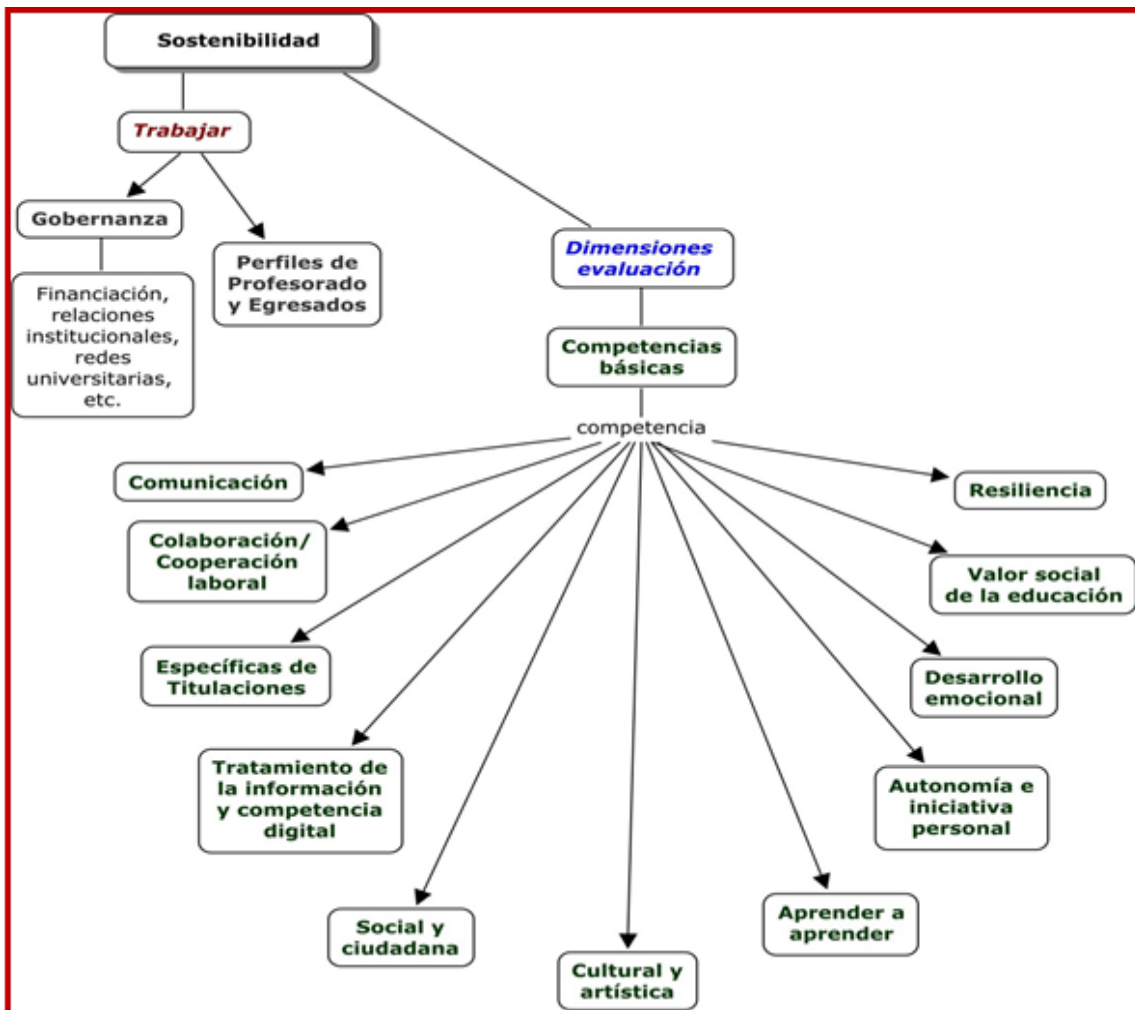 Sostenibilidad
Trabajar
Gobernanza
Financiación,
relaciones
institucionales,
redes
universitarias,
etc.
Perfiles de
Profesorado
y Egresados
Dimensiones
evaluación
Competencias
básicas
competencia
Comunicación
Colaboración/
Cooperación
laboral
Específicas de
Titulaciones
Tratamiento de
la información
y competencia
digital
Social y
ciudadana
Cultural y
artística
Aprender a
aprender
Autonomía e
iniciativa
personal
Desarrollo
emocional
Valor social
de la educación
Resiliencia